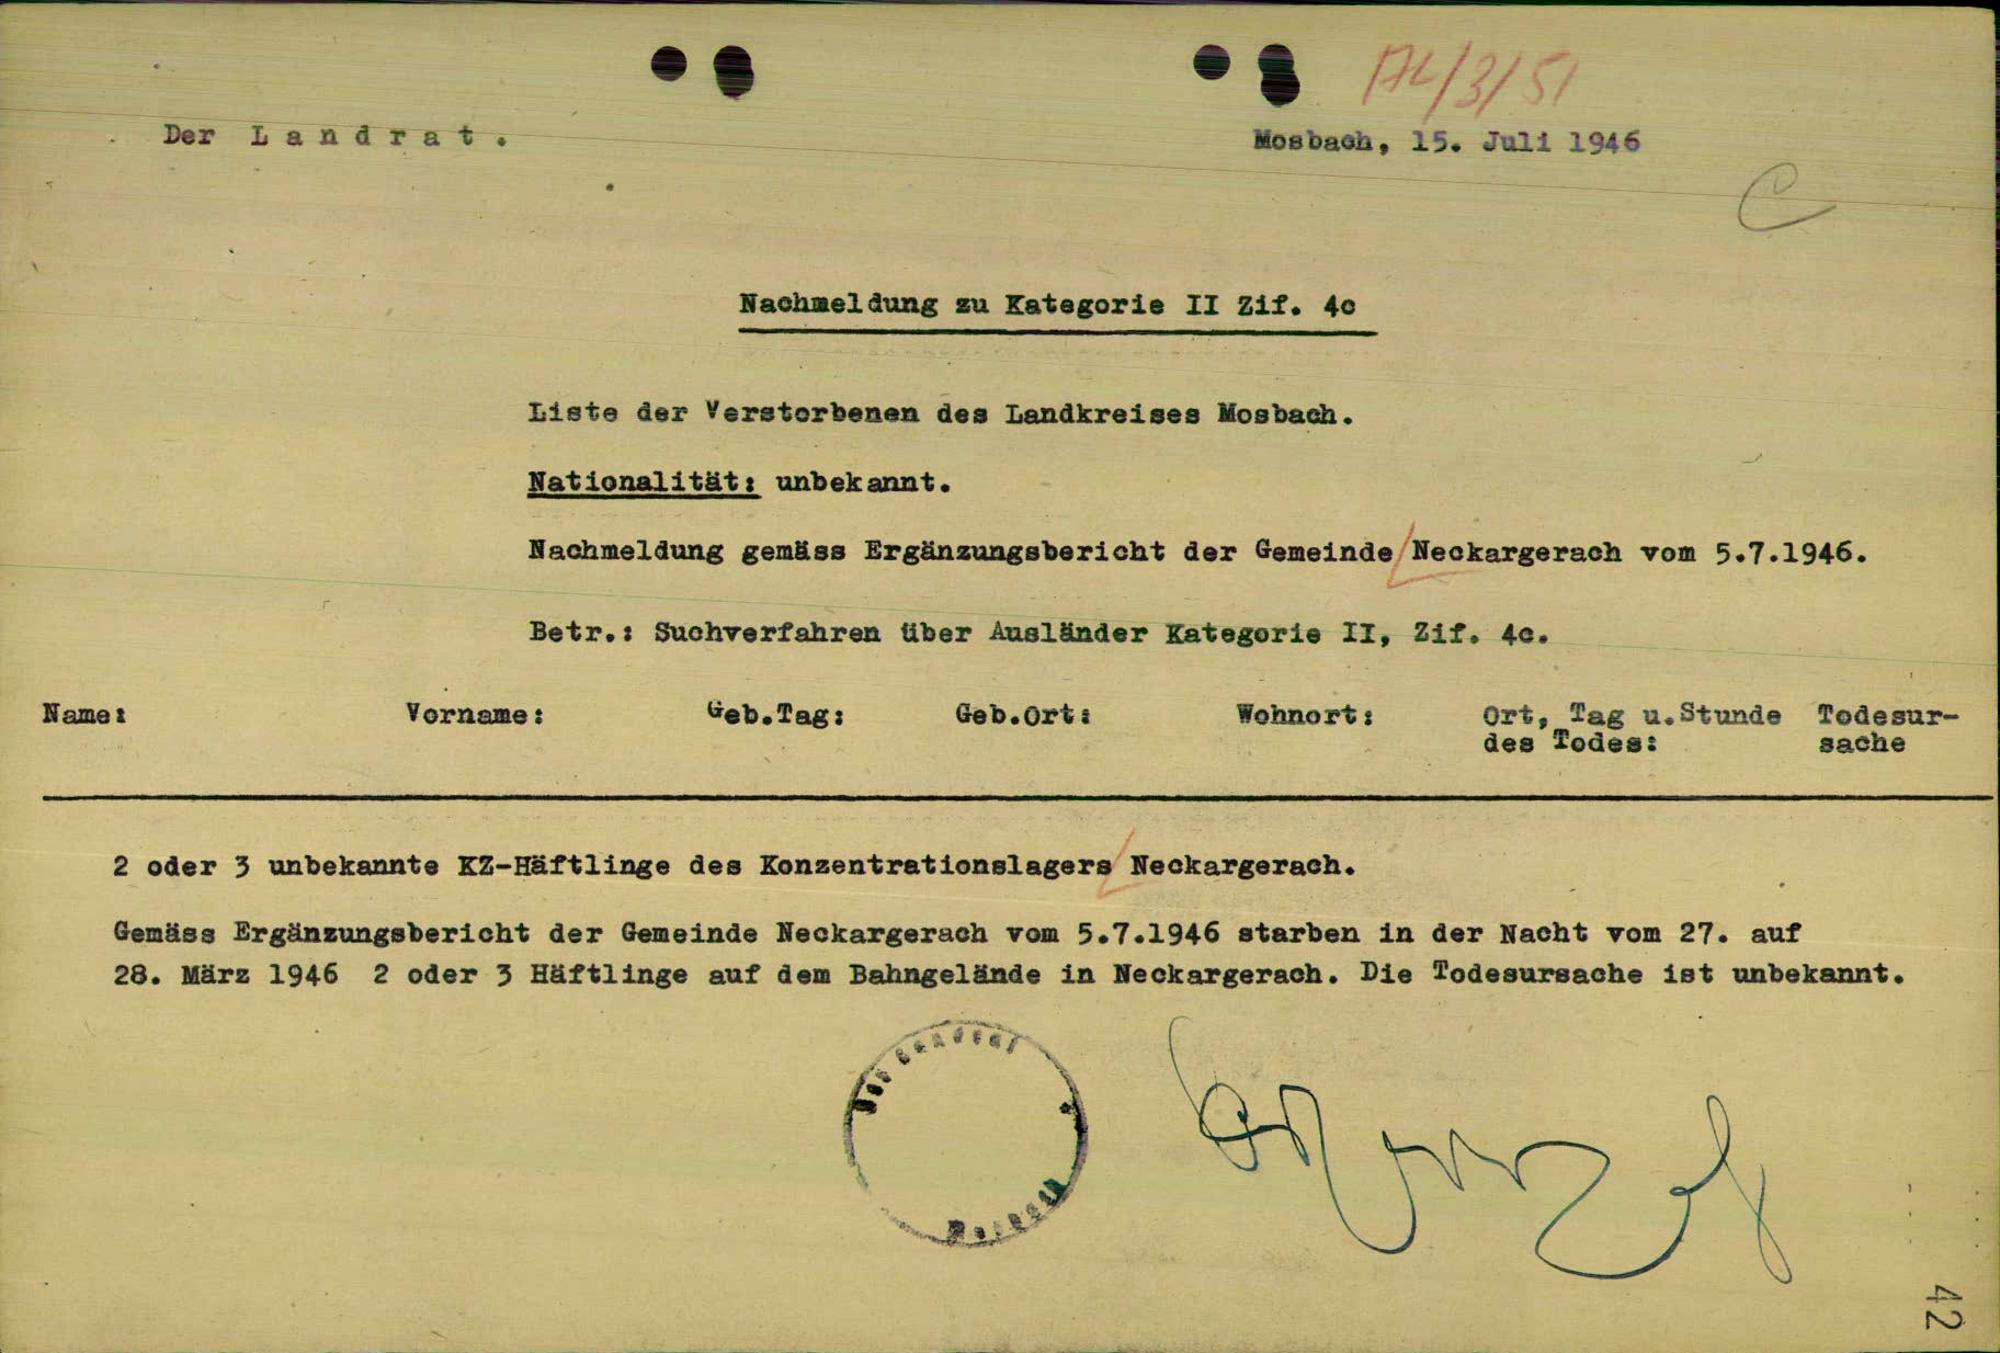 Der Landrat.
Mosbach, 15. Juli 1946
C
Nachmeldung zu Kategorie II Zif. 4c
Liste der Verstorbenen des Landkreises Mosbach.
Nationalität: unbekannt.
Nachmeldung gemäss Ergänzungsbericht der Gemeinde Neckargerach vom 5.7.1946.
Betr.: Suchverfahren über Ausländer Kategorie II, Zif. 4c.
Name: Vorname: Geb.Tag: Geb.Ort: Wohnort: Ort, Tag u.Stunde Todesur-
des Todes: sache
2 oder 3 unbekannte KZ-Häftlinge des Konzentrationslagers Neckargerach.
Gemäss Ergänzungsbericht der Gemeinde Neckargerach vom 5.7.1946 starben in der Nacht vom 27. auf
28. März 1946 2 oder 3 Häftlinge auf dem Bahngelände in Neckargerach. Die Todesursache ist unbekannt.
Der Landrat
Mosbach
42